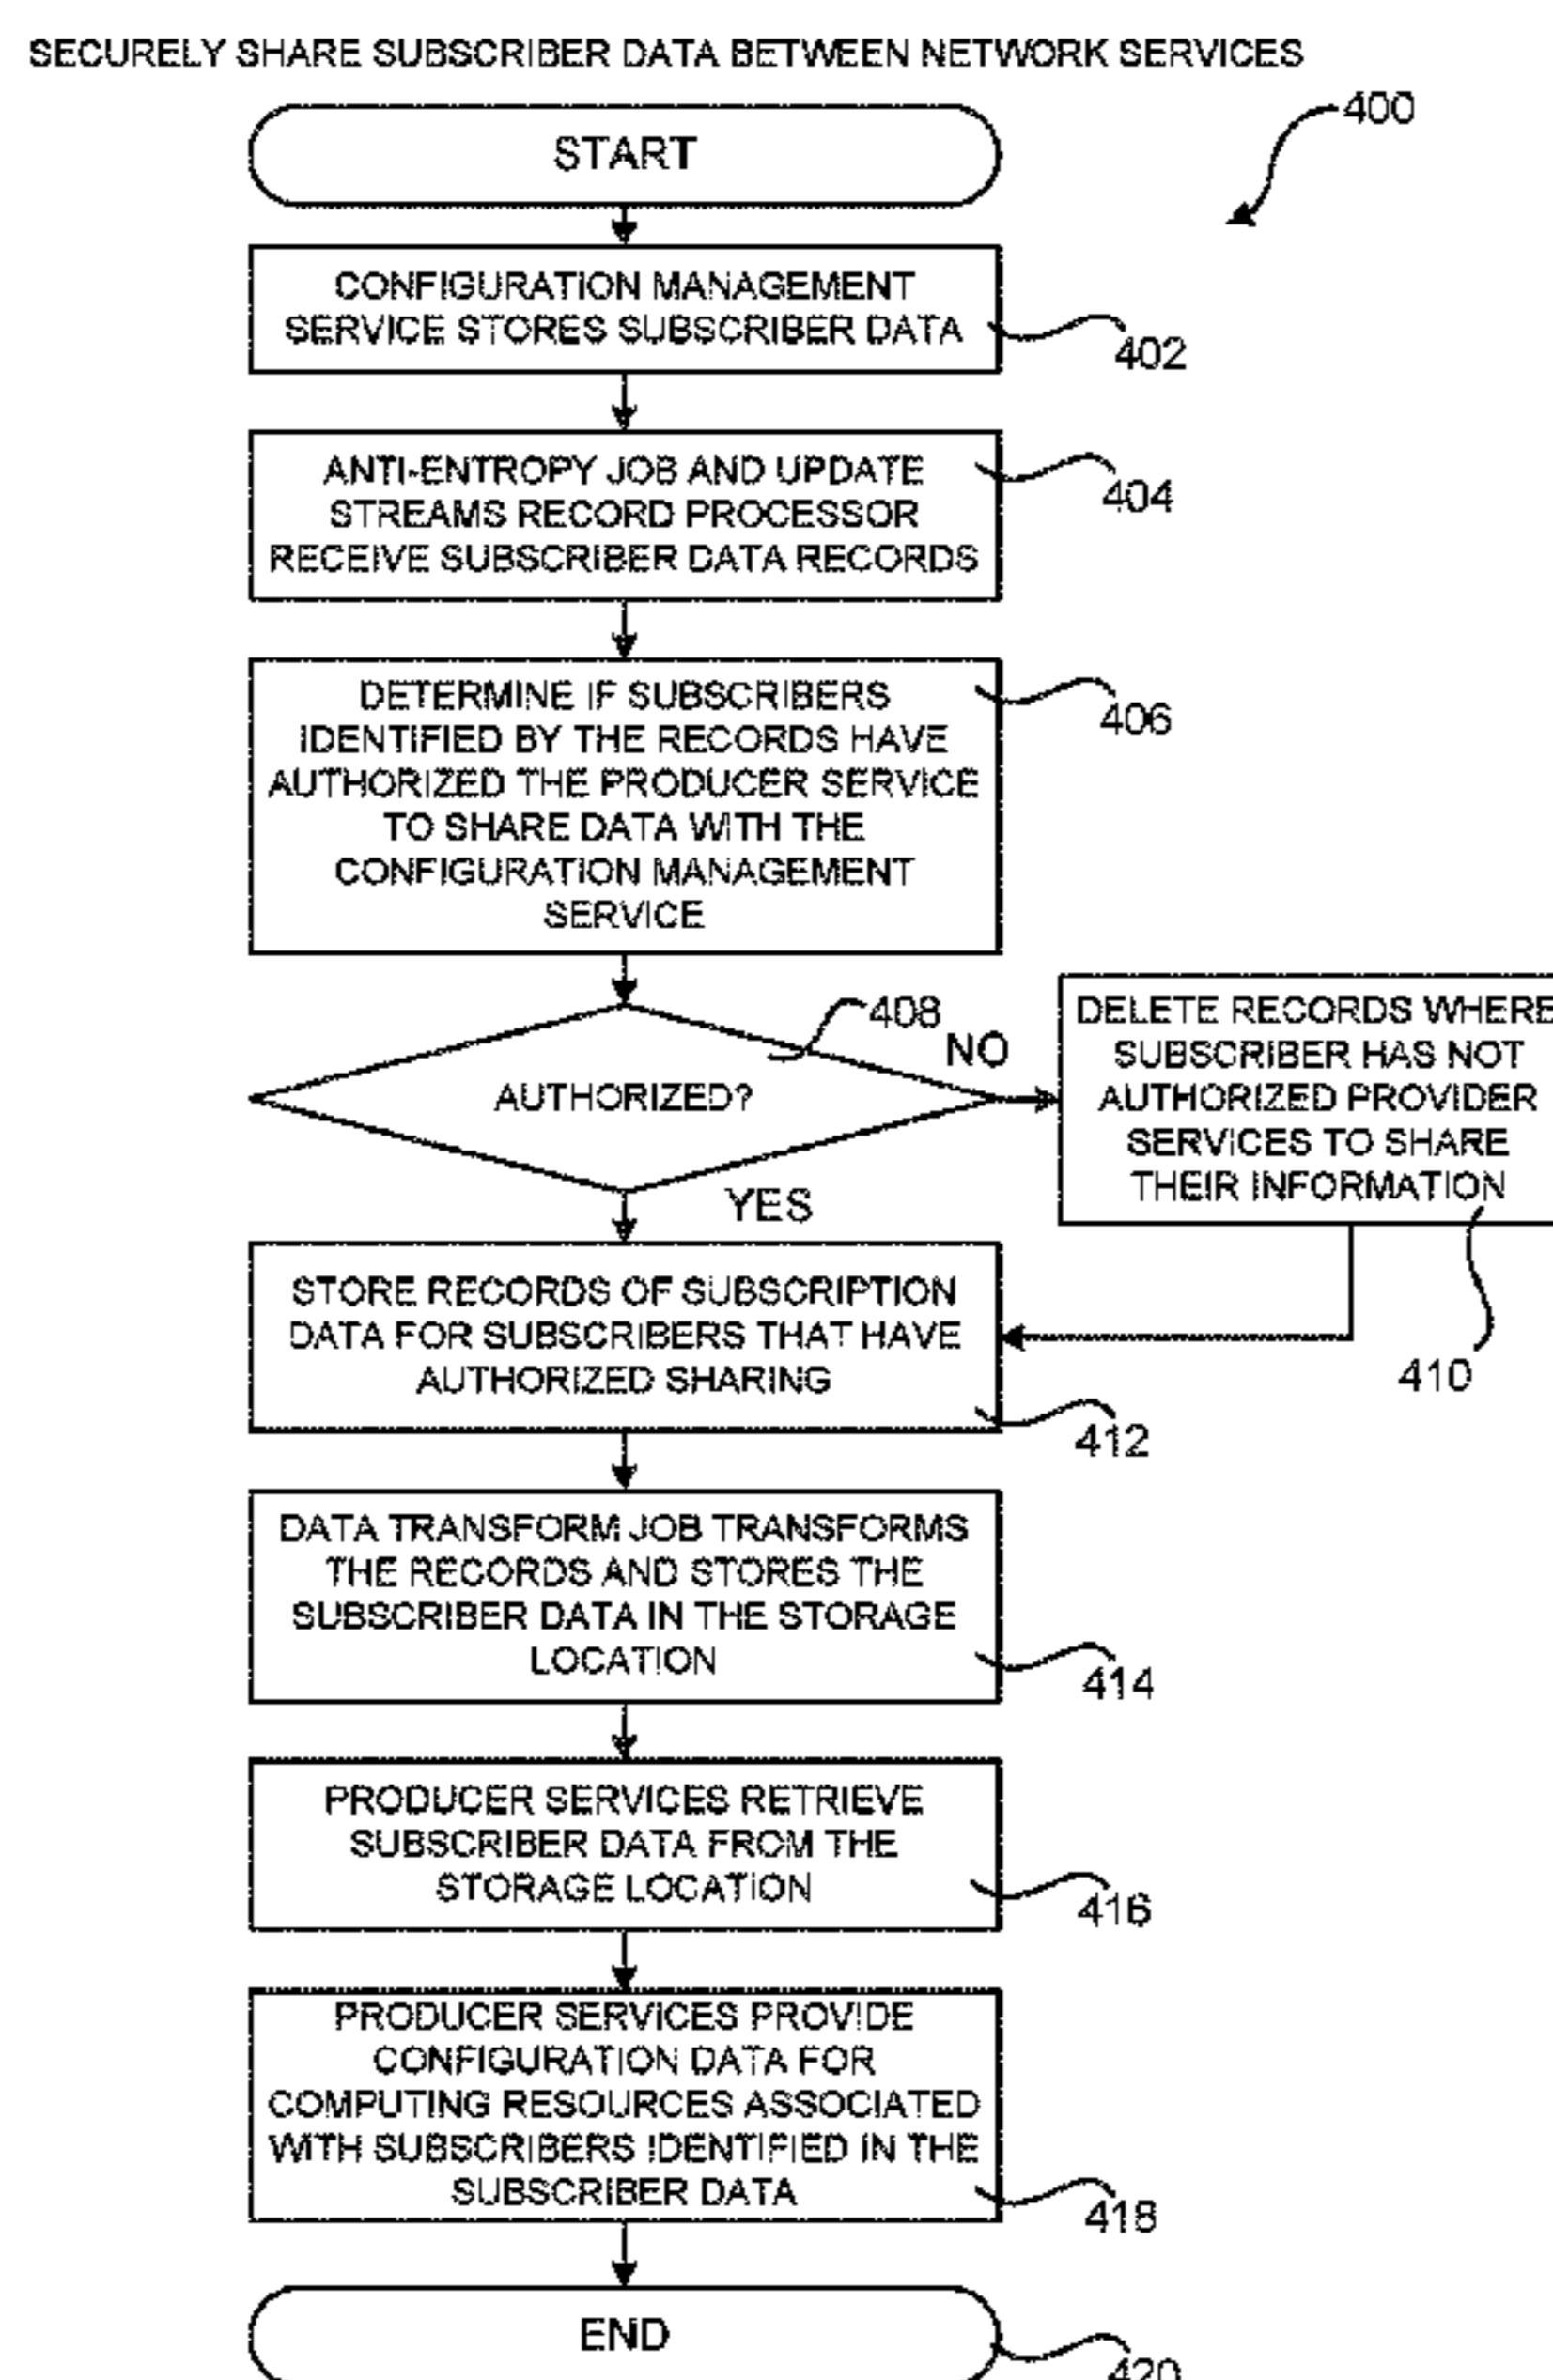 SECURELY SHARE SUBSCRIBER DATA BETWEEN NETWORK SERVICES
400
START
CONFIGURATION MANAGEMENT
SERVICE STORES SUBSCRIBER DATA
402
ANTI-ENTROPY JOB AND UPDATE
STREAMS RECORD PROCESSOR
RECEIVE SUBSCRIBER DATA RECORDS
404
DETERMINE IF SUBSCRIBERS
IDENTIFIED BY THE RECORDS HAVE
AUTHORIZED THE PRODUCER SERVICE
TO SHARE DATA WITH THE
CONFIGURATION MANAGEMENT
SERVICE
406
408
NO
AUTHORIZED?
YES
DELETE RECORDS WHERE
SUBSCRIBER HAS NOT
AUTHORIZED PROVIDER
SERVICES TO SHARE
THEIR INFORMATION
410
STORE RECORDS OF SUBSCRIPTION
DATA FOR SUBSCRIBERS THAT HAVE
AUTHORIZED SHARING
412
DATA TRANSFORM JOB TRANSFORMS
THE RECORDS AND STORES THE
SUBSCRIBER DATA IN THE STORAGE
LOCATION
414
PRODUCER SERVICES RETRIEVE
SUBSCRIBER DATA FROM THE
STORAGE LOCATION
416
PRODUCER SERVICES PROVIDE
CONFIGURATION DATA FOR
COMPUTING RESOURCES ASSOCIATED
WITH SUBSCRIBERS IDENTIFIED IN THE
SUBSCRIBER DATA
418
END
420